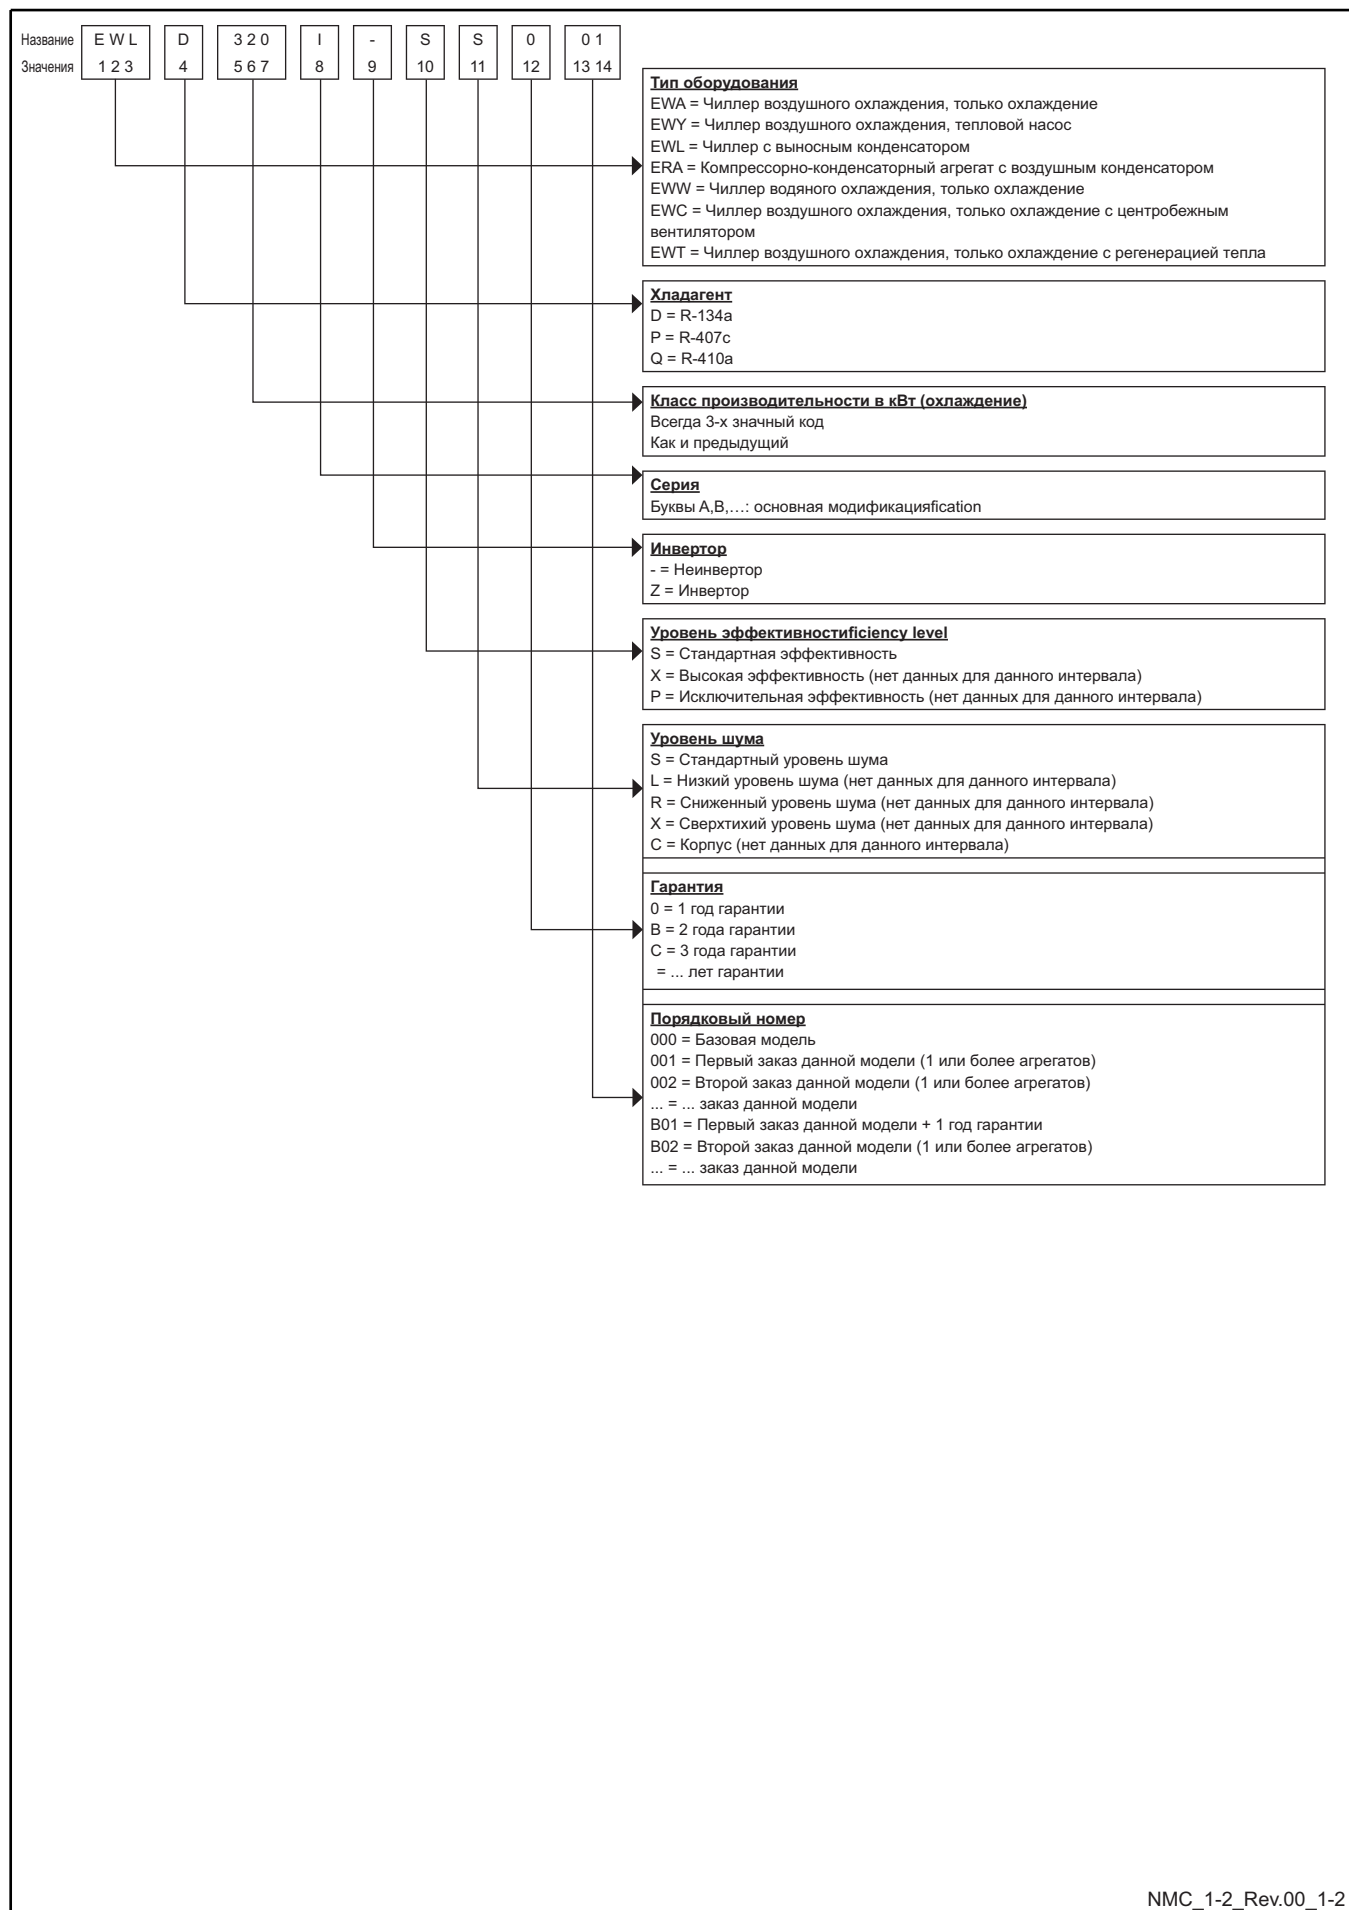 Название E W L D 3 2 0 I - S S 0 0 1
Значения 1 2 3 4 5 6 7 8 9 10 11 12 13 14
Тип оборудования
EWA = Чиллер воздушного охлаждения, только охлаждение
EWY = Чиллер воздушного охлаждения, тепловой насос
EWL = Чиллер с выносным конденсатором
ERA = Компрессорно-конденсаторный агрегат с воздушным конденсатором
EWW = Чиллер водяного охлаждения, только охлаждение
EWC = Чиллер воздушного охлаждения, только охлаждение с центробежным
вентилятором
EWT = Чиллер воздушного охлаждения, только охлаждение с регенерацией тепла
Хладагент
D = R-134a
P = R-407c
Q = R-410a
Класс производительности в кВт (охлаждение)
Всегда 3-х значный код
Как и предыдущий
Серия
Буквы A,B,…: основная модификацияfication
Инвертор
- = Неинвертор
Z = Инвертор
Уровень эффективностиficiency level
S = Стандартная эффективность
X = Высокая эффективность (нет данных для данного интервала)
P = Исключительная эффективность (нет данных для данного интервала)
Уровень шума
S = Стандартный уровень шума
L = Низкий уровень шума (нет данных для данного интервала)
R = Сниженный уровень шума (нет данных для данного интервала)
X = Сверхтихий уровень шума (нет данных для данного интервала)
C = Корпус (нет данных для данного интервала)
Гарантия
0 = 1 год гарантии
B = 2 года гарантии
C = 3 года гарантии
= ... лет гарантии
Порядковый номер
000 = Базовая модель
001 = Первый заказ данной модели (1 или более агрегатов)
002 = Второй заказ данной модели (1 или более агрегатов)
... = ... заказ данной модели
B01 = Первый заказ данной модели + 1 год гарантии
B02 = Второй заказ данной модели (1 или более агрегатов)
... = ... заказ данной модели
NMC_1-2_Rev.00_1-2